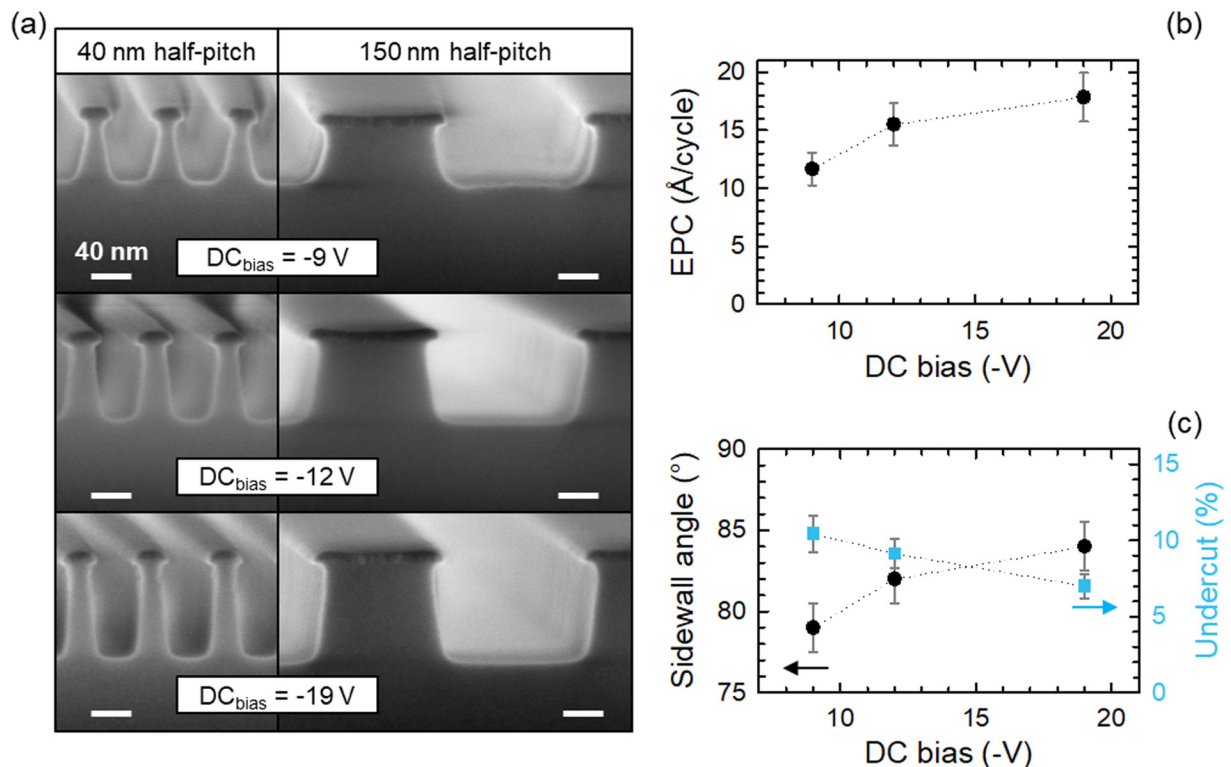 (a)
40 nm half-pitch 150 nm half-pitch
40 nm
DCbias = -9 V
DCbias = -12 V
DCbias = -19 V
(b)
20
15
10
5
0
EPC (Å/cycle)
10 15 20
DC bias (-V)
(c)
90
85
80
75
Sidewall angle (°)
15
10
5
0
Undercut (%)
10 15 20
DC bias (-V)